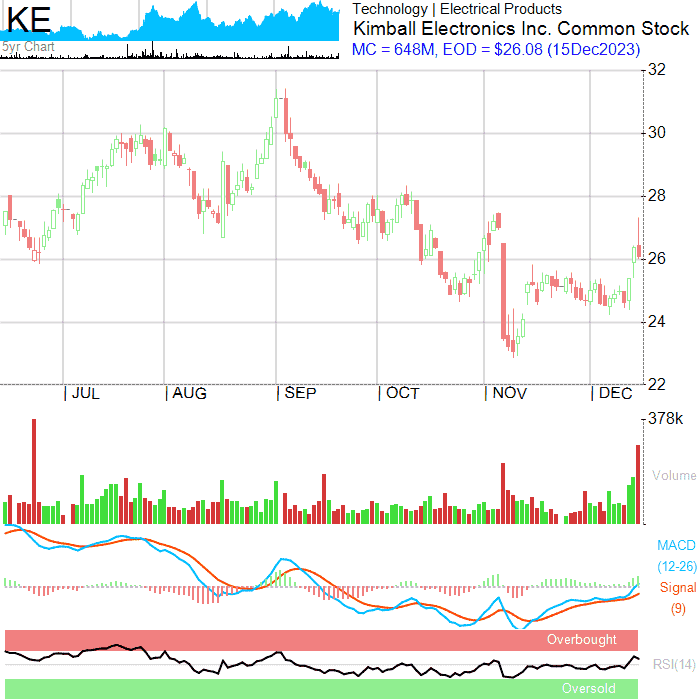 KE
5yr Chart
Technology | Electrical Products
Kimball Electronics Inc. Common Stock
MC = 648M, EOD = $26.08 (15Dec2023)
32
30
28
26
24
22
| JUL | AUG | SEP | OCT | NOV | DEC
378k
Volume
MACD
(12-26)
Signal
(9)
Overbought
RSI(14)
Oversold